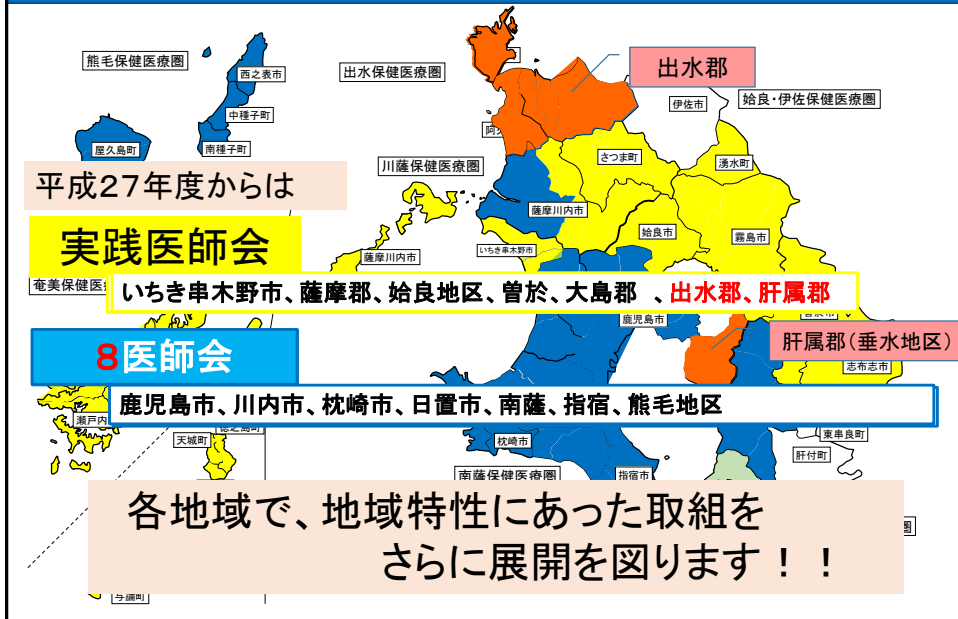 熊毛保健医療圏
西之表市
出水保健医療圏
出水郡
伊佐市
姶良・伊佐保健医療圏
中種子町
屋久島町
南種子町
さつま町
湧水町
川薩保健医療圏
平成27年度からは
薩摩川内市
姶良市
霧島市
実践医師会
いちき串木野市
薩摩川内市
いちき串木野市、薩摩郡、姶良地区、曽於、大島郡 、出水郡、肝属郡
鹿児島市
肝属郡(垂水地区)
8医師会
志布志市
鹿児島市、川内市、枕崎市、日置市、南薩、指宿、熊毛地区
天城町
枕崎市
東串良町
肝付町
南薩保健医療圏
指宿市
各地域で、地域特性にあった取組を
さらに展開を図ります！！
与論町